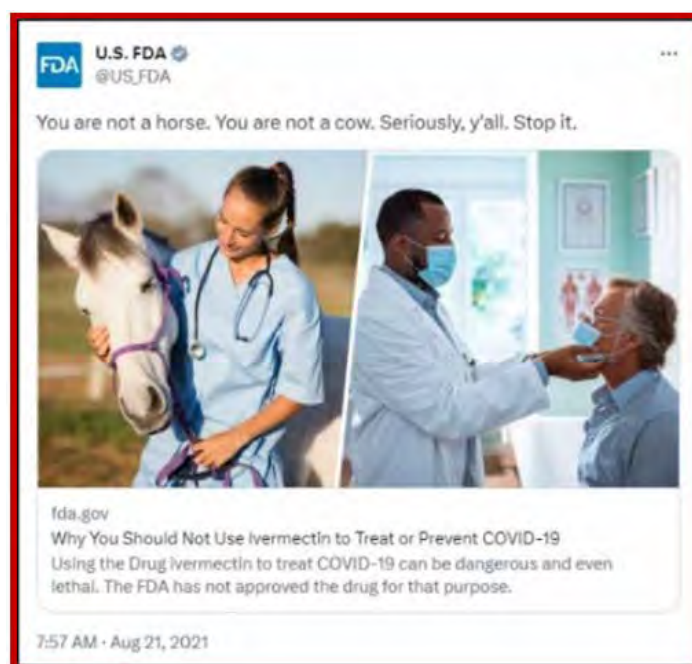 FDA
U.S. FDA
@US_FDA
You are not a horse. You are not a cow. Seriously, y'all. Stop it.
fda.gov
Why You Should Not Use Ivermectin to Treat or Prevent COVID-19
Using the Drug ivermectin to treat COVID-19 can be dangerous and even
lethal. The FDA has not approved the drug for that purpose.
7:57 AM · Aug 21, 2021